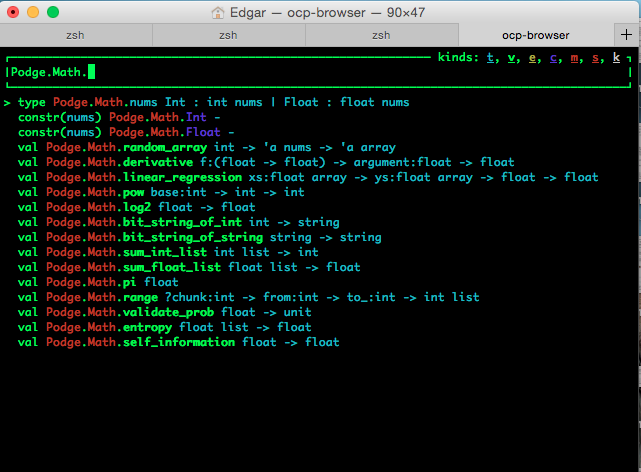 Edgar — ocp-browser — 90×47
zsh zsh zsh ocp-browser +
kinds: t, v, e, c, m, s, k
Podge.Math.
> type Podge.Math.nums Int : int nums | Float : float nums
constr(nums) Podge.Math.Int -
constr(nums) Podge.Math.Float -
val Podge.Math.random_array int -> 'a nums -> 'a array
val Podge.Math.derivative f:(float -> float) -> argument:float -> float
val Podge.Math.linear_regression xs:float array -> ys:float array -> float -> float
val Podge.Math.pow base:int -> int -> int
val Podge.Math.log2 float -> float
val Podge.Math.bit_string_of_int int -> string
val Podge.Math.bit_string_of_string string -> string
val Podge.Math.sum_int_list int list -> int
val Podge.Math.sum_float_list float list -> float
val Podge.Math.pi float
val Podge.Math.range ?chunk:int -> from:int -> to_:int -> int list
val Podge.Math.validate_prob float -> unit
val Podge.Math.entropy float list -> float
val Podge.Math.self_information float -> float